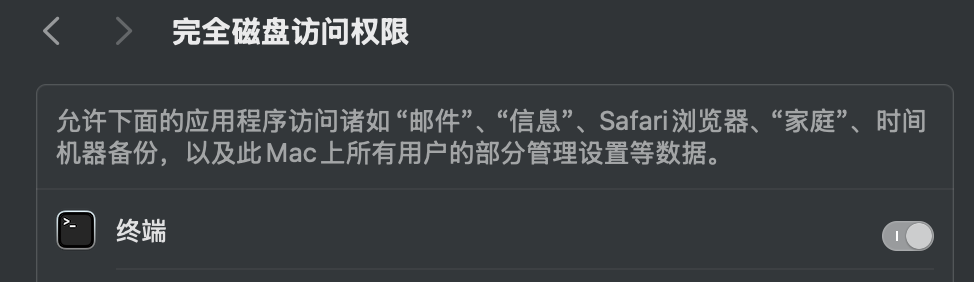 完全磁盘访问权限
允许下面的应用程序访问诸如“邮件”、“信息”、Safari浏览器、“家庭”、时间
机器备份，以及此Mac上所有用户的部分管理设置等数据。
>_
终端